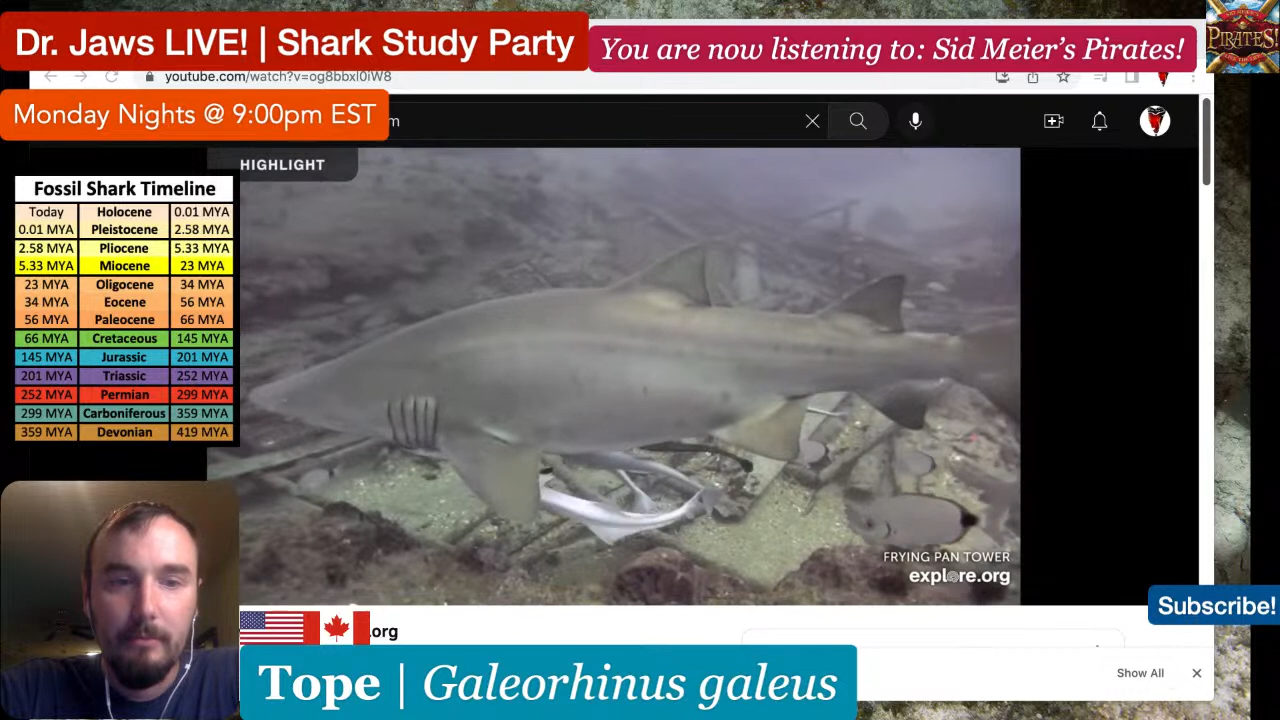 Dr. Jaws LIVE! | Shark Study Party
You are now listening to: Sid Meier's Pirates!
PIRATES!
youtube.com/watch?v=og8bbxl0iW8
Monday Nights @ 9:00pm EST
m
HIGHLIGHT
Fossil Shark Timeline
Today Holocene 0.01 MYA
0.01 MYA Pleistocene 2.58 MYA
2.58 MYA Pliocene 5.33 MYA
5.33 MYA Miocene 23 MYA
23 MYA Oligocene 34 MYA
34 MYA Eocene 56 MYA
56 MYA Paleocene 66 MYA
66 MYA Cretaceous 145 MYA
145 MYA Jurassic 201 MYA
201 MYA Triassic 252 MYA
252 MYA Permian 299 MYA
299 MYA Carboniferous 359 MYA
359 MYA Devonian 419 MYA
FRYING PAN TOWER
explore.org
Subscribe!
.org
Show All
Tope | Galeorhinus galeus